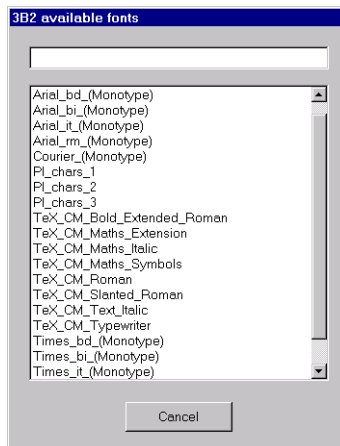 3B2 available fonts
Arial_bd_(Monotype)
Arial_bi_(Monotype)
Arial_it_(Monotype)
Arial_rm_(Monotype)
Courier_(Monotype)
PI_chars_1
PI_chars_2
PI_chars_3
TeX_CM_Bold_Extended_Roman
TeX_CM_Maths_Extension
TeX_CM_Maths_Italic
TeX_CM_Maths_Symbols
TeX_CM_Roman
TeX_CM_Slanted_Roman
TeX_CM_Text_Italic
TeX_CM_Typewriter
Times_bd_(Monotype)
Times_bi_(Monotype)
Times_it_(Monotype)
Cancel